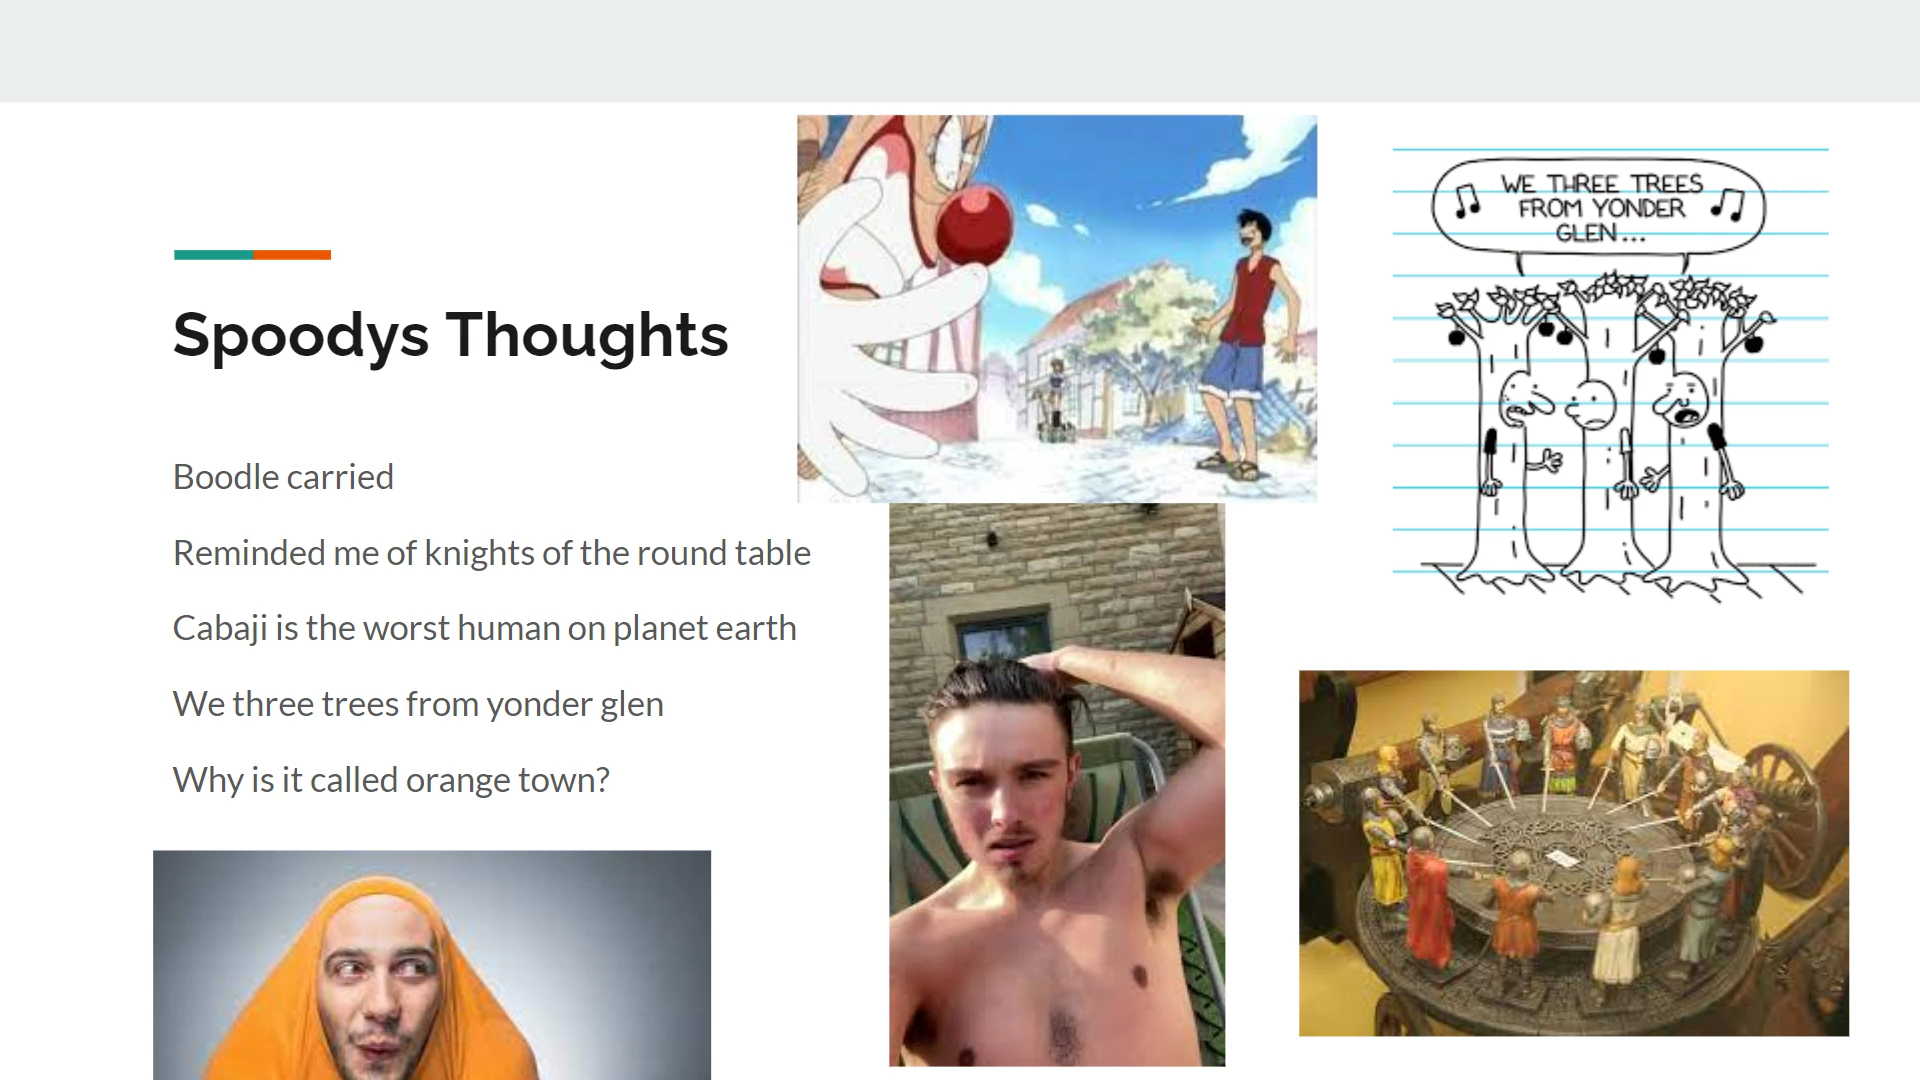 Spoodys Thoughts
Boodle carried
Reminded me of knights of the round table
Cabaji is the worst human on planet earth
We three trees from yonder glen
Why is it called orange town?
WE THREE TREES
FROM YONDER
GLEN...